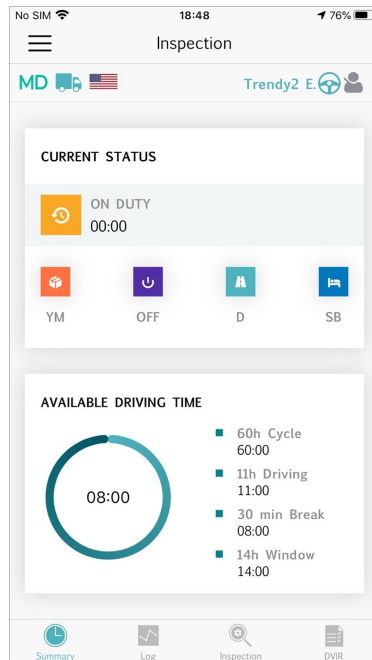 No SIM 18:48 76%
Inspection
MD Trendy2 E.
CURRENT STATUS
ON DUTY
00:00
YM OFF D SB
AVAILABLE DRIVING TIME
08:00
60h Cycle
60:00
11h Driving
11:00
30 min Break
08:00
14h Window
14:00
Summary Log Inspection DVIR